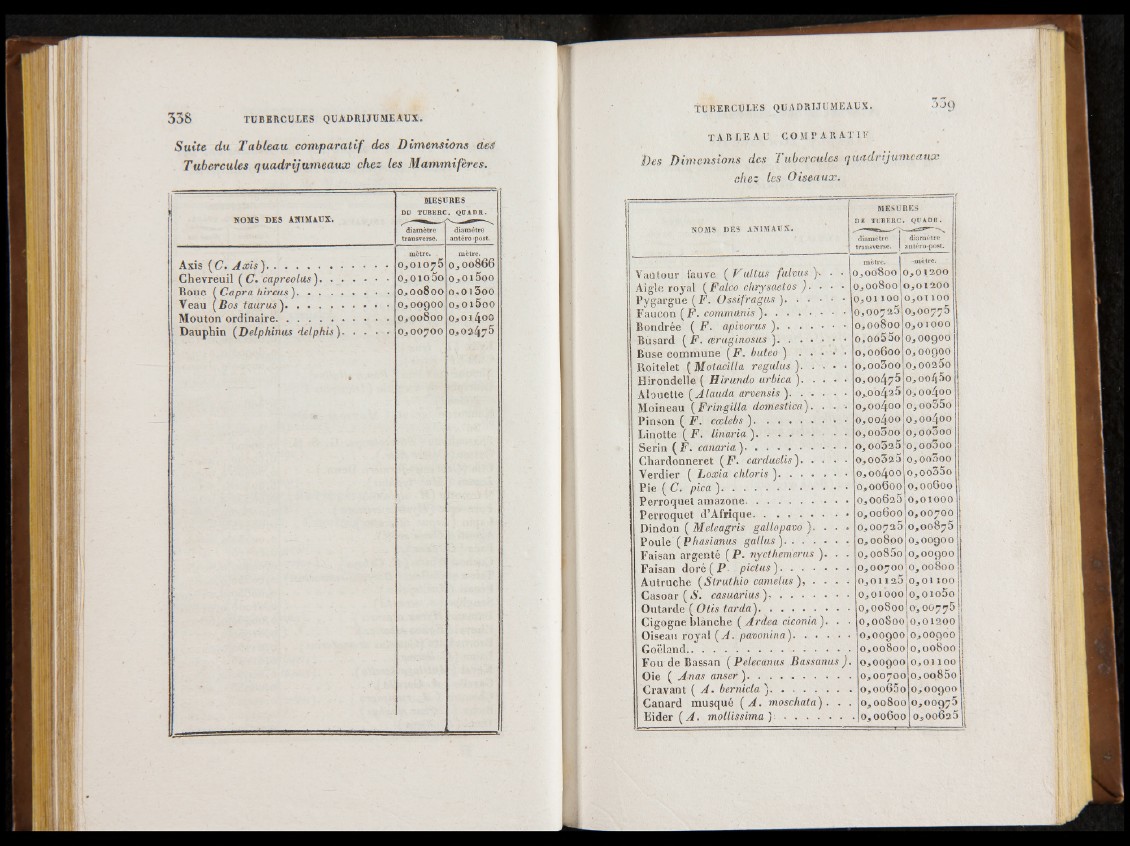 338 TUBERCULES QUADRIJUMEAUX.
Suite du Tableau comparatif des Dimensions des
Tubercules quadrijumeaux chez les Mammifères.
MESURES
DU TUBERC. QUADR.
NOMS DES ANIMAUX.
diamètre diamètre
transverse. antéro-post.
mètre. mètre.
Axis (C. Axis). . . . . . . . . . . . 0,01075 0,00866
Chevreuil (C. capreolus). . . . . . . 0,01050 0,01500
Bouc (Capra hircus). . . . . . . . . 0,00800 0,01300
Veau (Bos taurus). . . . . . . . . . 0,00900 0,01500
Mouton ordinaire. . . . . . . . . . . 0,00800 0,01400
Dauphin (Delphinus delphis). . . . . 0,00700 0,02475
TUBERCULES QUADRIJUMEAUX. 339
TABLEAU COMPARATIF
Des Dimensions des Tubercules quadrijumeaux
chez les Oiseaux.
MESURES
DE TUBERC. QUADR.
NOMS DES ANIMAUX.
diamètre diamètre
transverse. antéro-post.
mètre. mètre.
Vautour fauve (Vultus fulvus). . . 0,00800 0,01200
Aigle royal (Falco chrysaetos). . . . 0,00800 0,01200
Pygargue (F. Ossifragus). . . . . . 0,01100 0,01100
Faucon (F. communis). . . . . . . . 0,00725 0,00775
Bondrée (F. apivorus). . . . . . . 0,00800 0,01000
Busard (F. æruginosus). . . . . . . 0,00550 0,00900
Buse commune (F. buteo) . . . . . 0,00600 0,00900
Roitelet (Motacilla regulus). . . . . 0,00300 0,00250
Hirondelle (Hirundo urbica). . . . . 0,00475 0,00450
Alouette (Alauda arvensis). . . . . . 0,00425 0,00400
Moineau (Fringilla domestica). . . . 0,00400 0,00350
Pinson (F. cœlebs). . . . . . . . . 0,00400 0,00400
Linotte (F. linaria). . . . . . . . . 0,00300 0,00300
Serin (F. canaria). . . . . . . . . . 0,00325 0,00300
Chardonneret (F. carduelis). . . . . 0,00325 0,00300
Verdier (Loxia chloris). . . . . . . 0,00400 0,00350
Pie (C. pica). . . . . . . . . . . . 0,00600 0,00600
Perroquet amazone. . . . . . . . . . 0,00625 0,01000
Perroquet d'Afrique. . . . . . . . . 0,00600 0,00700
Dindon (Meleagris gallopavo). . . . 0,00725 0,00875
Poule (Phasianus gallus). . . . . . . 0,00800 0,00900
Faisan argenté (P. nycthemerus). . . 0,00850 0,00900
Faisan doré (P. pictus). . . . . . . 0,00700 0,00800
Autruche (Struthio camelus), . . . . 0,01125 0,01100
Casoar (S. casuarius). . . . . . . . 0,01000 0,01050
Outarde (Otis tarda). . . . . . . . . 0,00800 0,00775
Cigogne blanche (Ardea ciconia). . . 0,00800 0,01200
Oiseau royal (A. pavonina). . . . . . 0,00900 0,00900
Goëland. . . . . . . . . . . . . . . 0,00800 0,00800
Fou de Bassan (Pelecanus Bassanus). 0,00900 0,01100
Oie (Anas anser). . . . . . . . . . 0,00700 0,00850
Cravant (A. bernicla). . . . . . . . 0,00650 0,00900
Canard musqué (A. moschata). . . . 0,00800 0,00975
Eider (A. mollissima) . . . . . . . 0,00600 0,00625